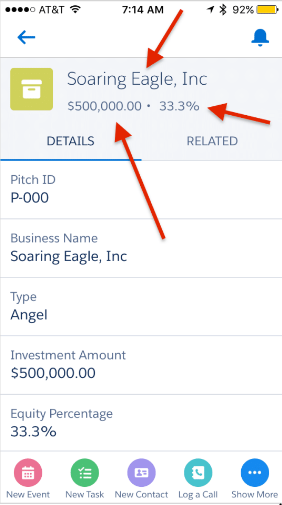 AT&T 7:14 AM 92%
Soaring Eagle, Inc
$500,000.00 • 33.3%
DETAILS RELATED
Pitch ID
P-000
Business Name
Soaring Eagle, Inc
Type
Angel
Investment Amount
$500,000.00
Equity Percentage
33.3%
New Event New Task New Contact Log a Call Show More